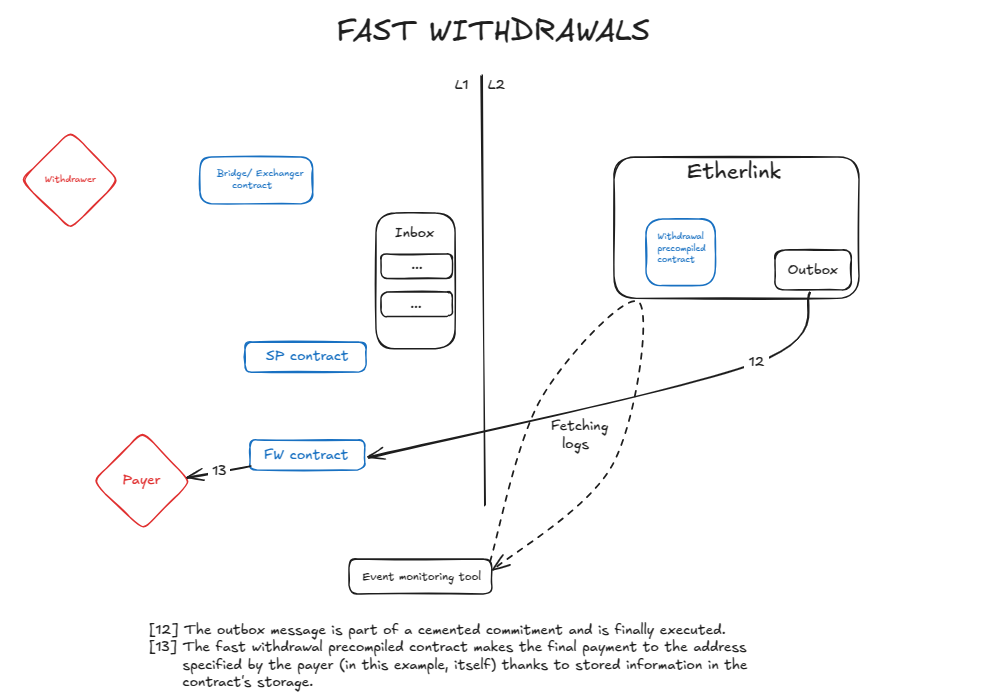 FAST WITHDRAWALS
L1
L2
Withdrawer
Bridge/ Exchanger
contract
Etherlink
Inbox
...
...
Withdrawal
precompiled
contract
Outbox
SP contract
12
Fetching
logs
FW contract
13
Payer
Event monitoring tool
[12] The outbox message is part of a cemented commitment and is finally executed.
[13] The fast withdrawal precompiled contract makes the final payment to the address
specified by the payer (in this example, itself) thanks to stored information in the
contract's storage.